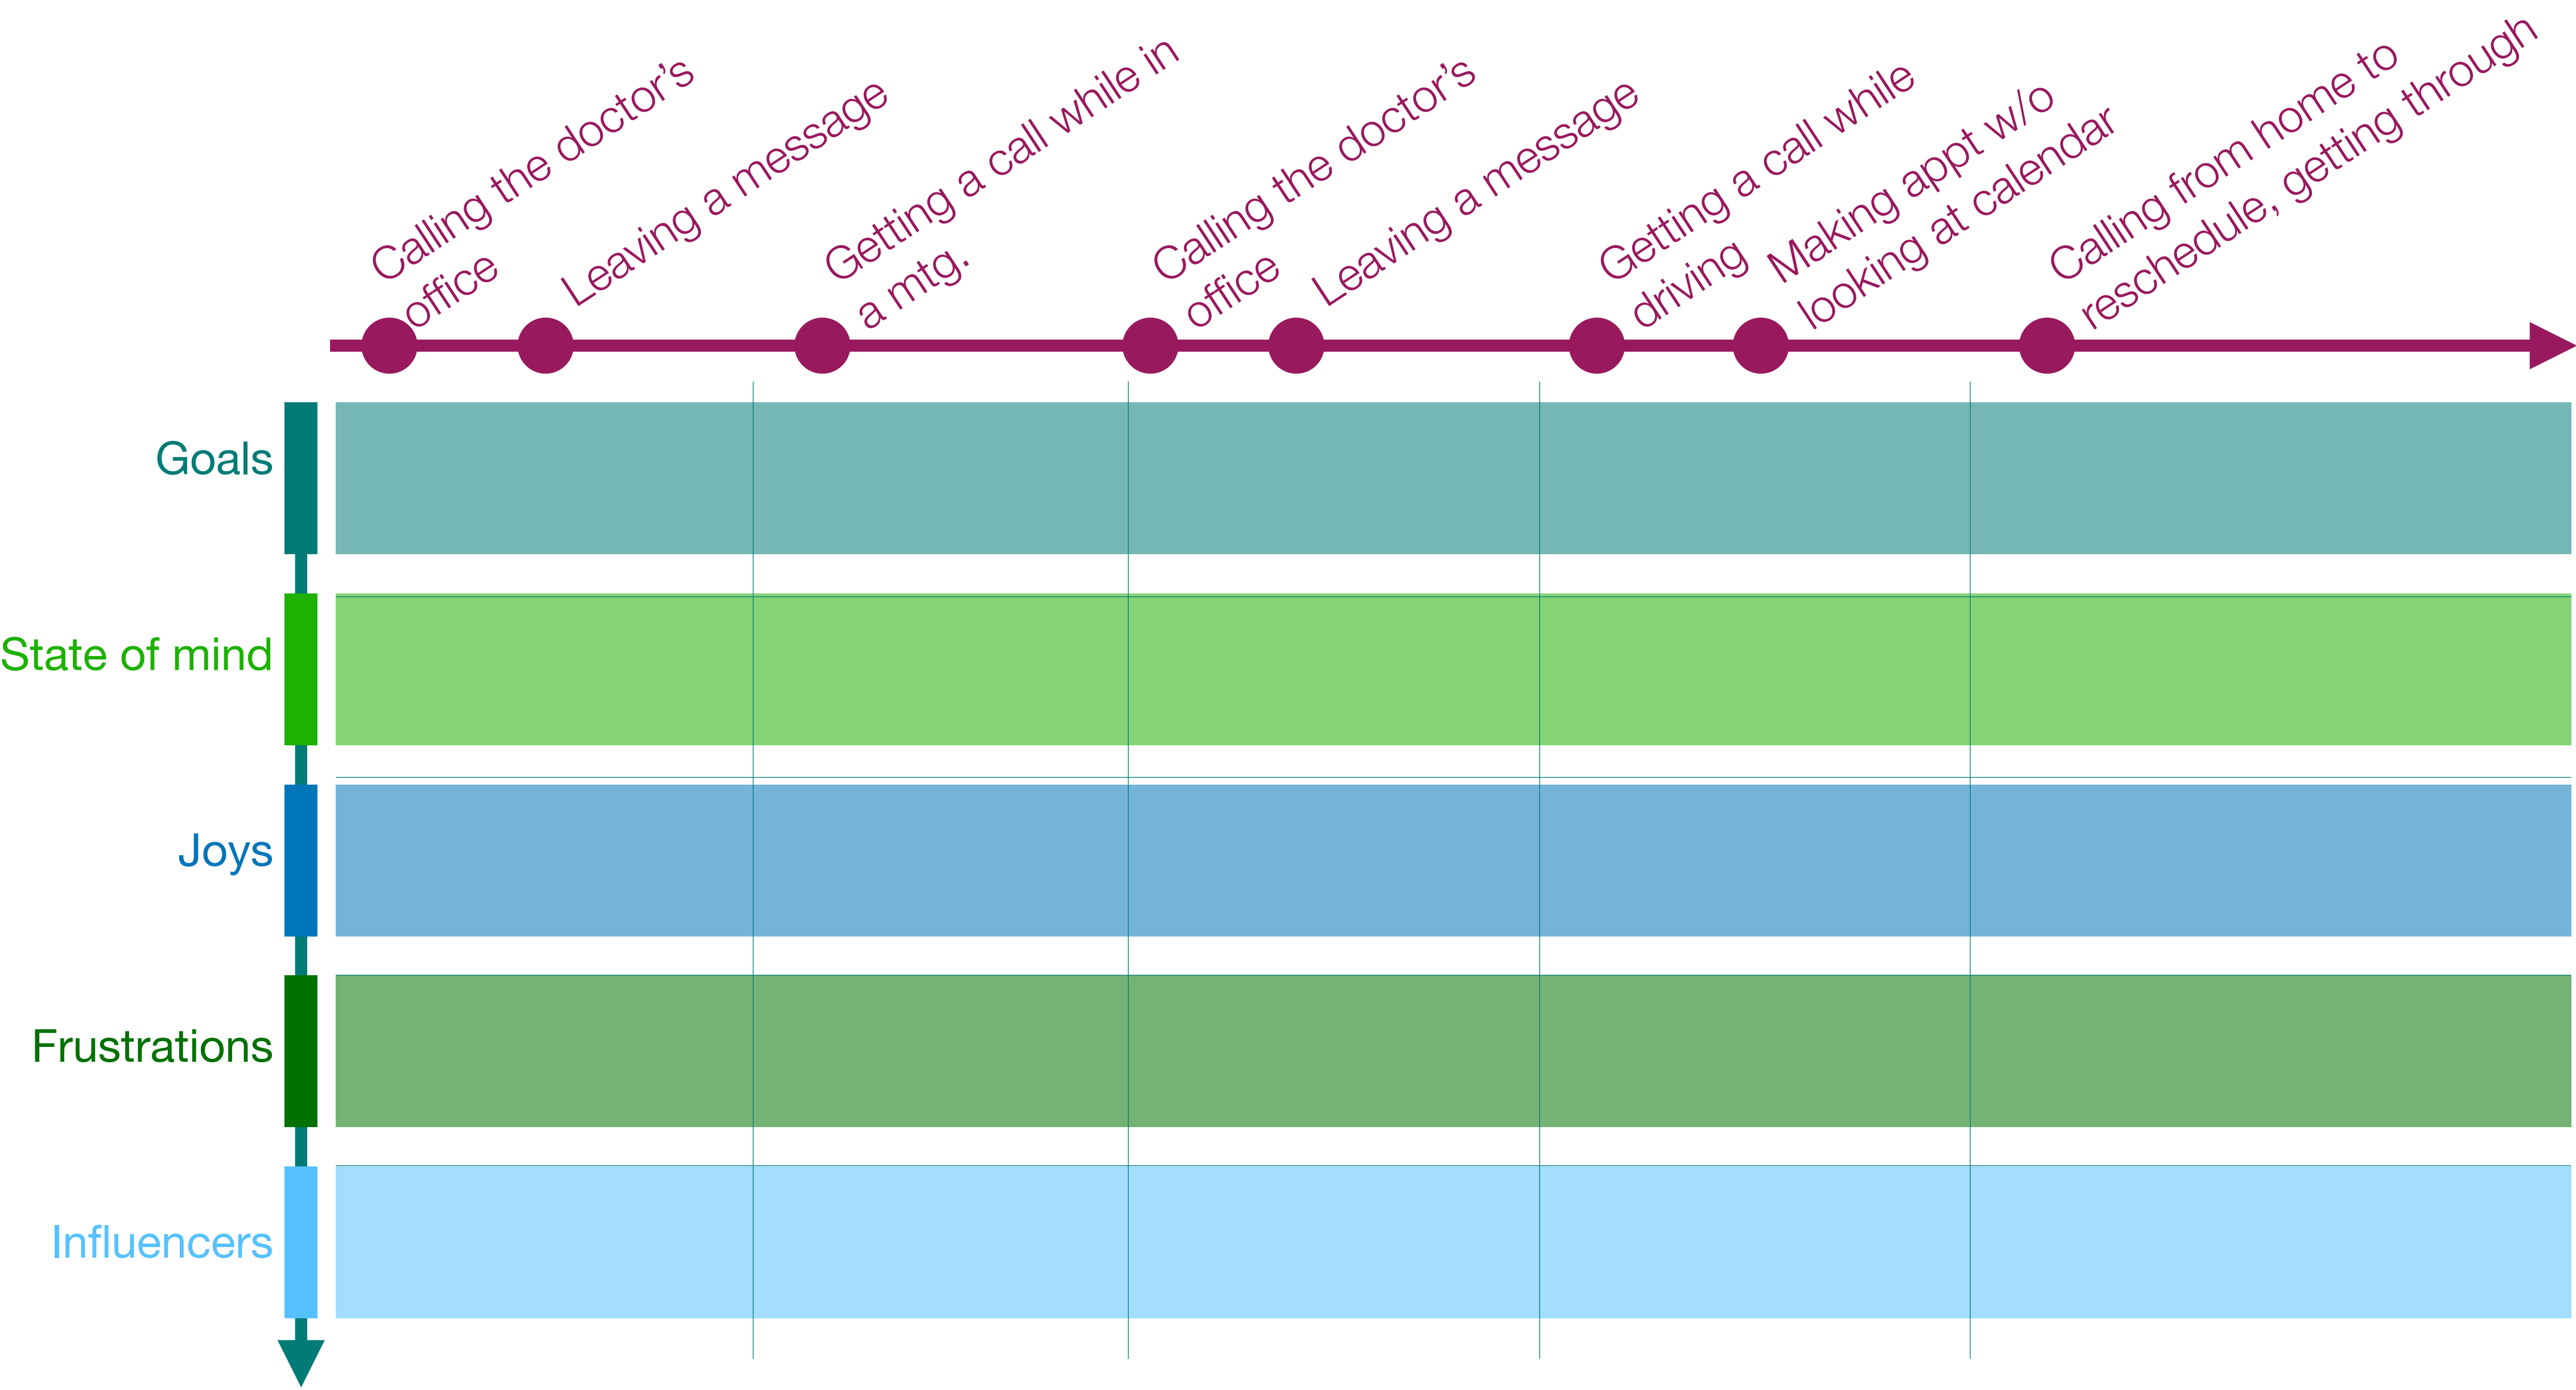 Calling the doctor’s
office
Leaving a message
Getting a call while in
a mtg.
Calling the doctor’s
office
Leaving a message
Getting a call while
driving
Making appt w/o
looking at calendar
Calling from home to
reschedule, getting through
Goals
State of mind
Joys
Frustrations
Influencers